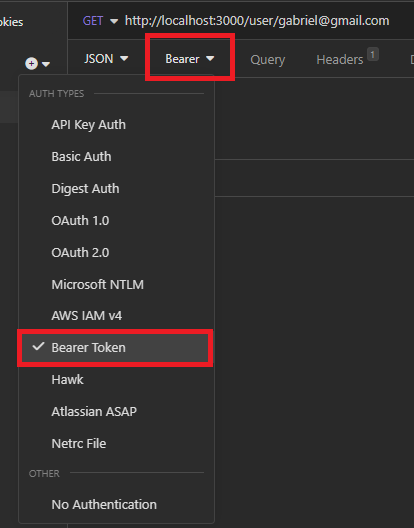 okies
GET http://localhost:3000/user/gabriel@gmail.com
JSON Bearer Query Headers 1
AUTH TYPES
API Key Auth
Basic Auth
Digest Auth
OAuth 1.0
OAuth 2.0
Microsoft NTLM
AWS IAM v4
Bearer Token
Hawk
Atlassian ASAP
Netrc File
OTHER
No Authentication